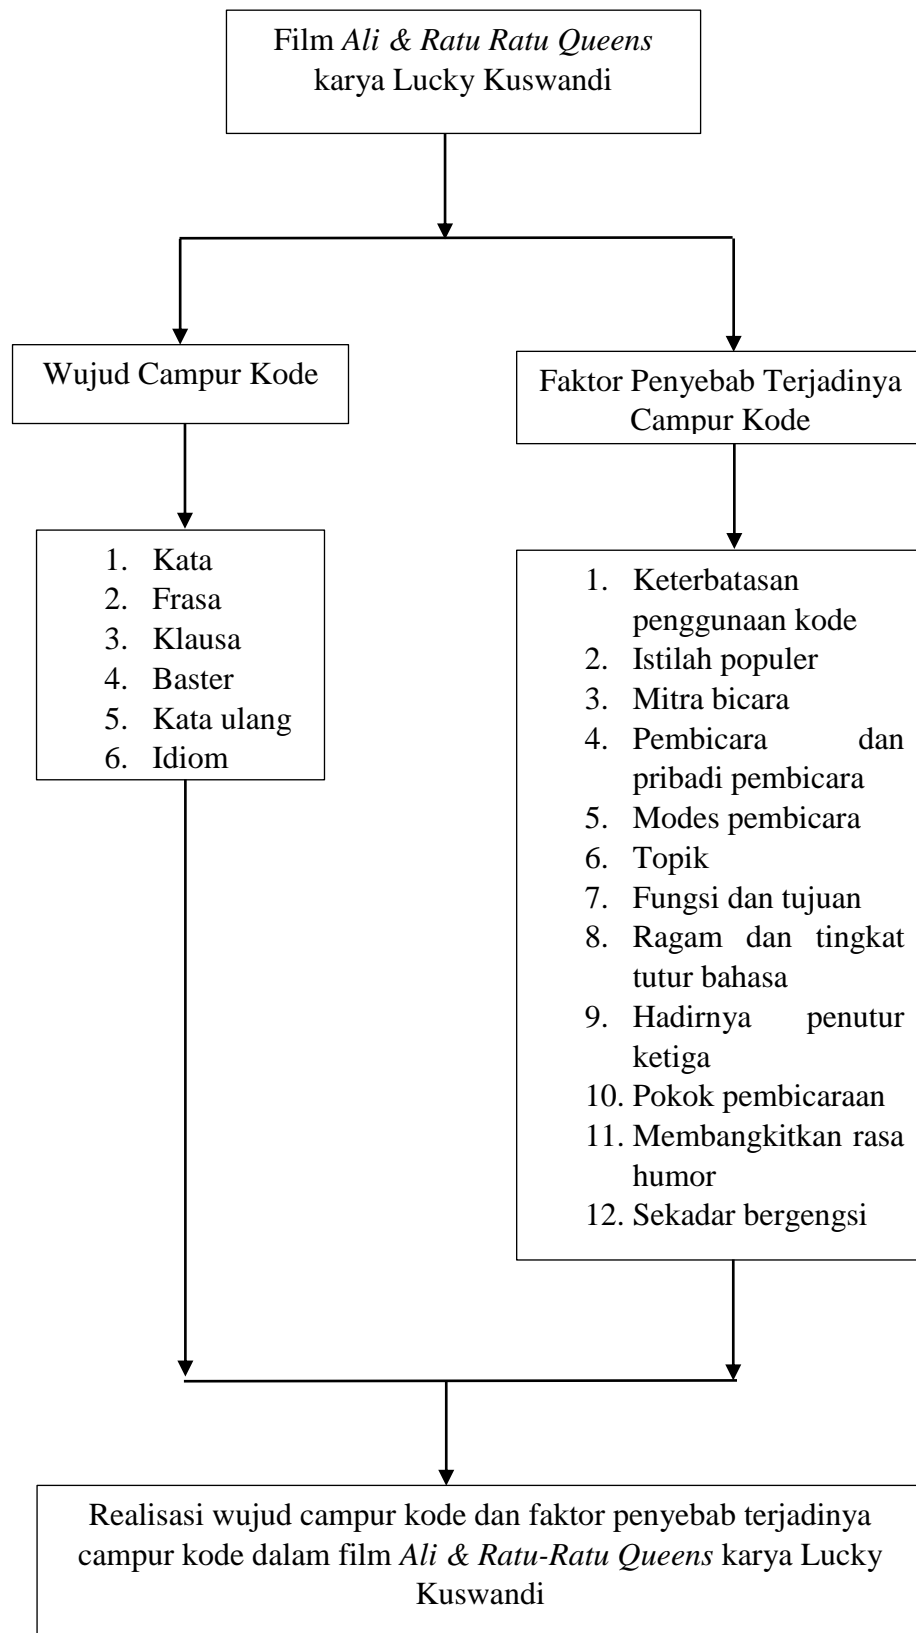 Film Ali & Ratu Ratu Queens
karya Lucky Kuswandi
Wujud Campur Kode
Faktor Penyebab Terjadinya
Campur Kode
1. Kata
2. Frasa
3. Klausa
4. Baster
5. Kata ulang
6. Idiom
1. Keterbatasan
penggunaan kode
2. Istilah populer
3. Mitra bicara
4. Pembicara dan
pribadi pembicara
5. Modes pembicara
6. Topik
7. Fungsi dan tujuan
8. Ragam dan tingkat
tutur bahasa
9. Hadirnya penutur
ketiga
10. Pokok pembicaraan
11. Membangkitkan rasa
humor
12. Sekadar bergengsi
Realisasi wujud campur kode dan faktor penyebab terjadinya
campur kode dalam film Ali & Ratu-Ratu Queens karya Lucky
Kuswandi